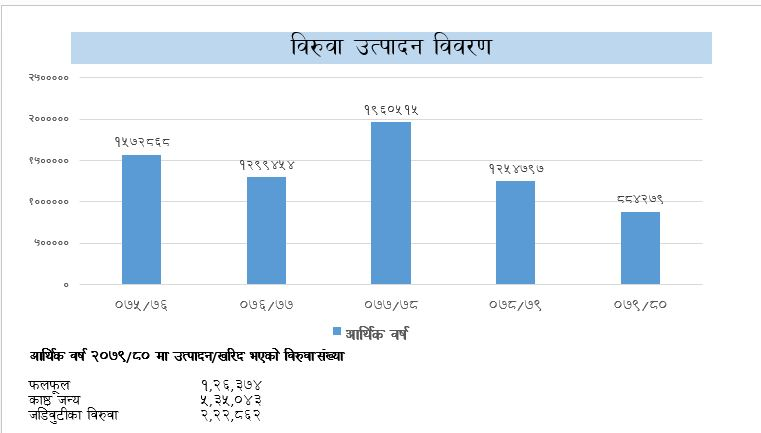 विरुवा उत्पादन विवरण
२५०००००
२००००००
१५०००००
१००००००
५०००००
०
१५७२८६८
१२९९४५४
१९६०५१५
१२५४७९७
८८४२७९
०७५/७६
०७६/७७
०७७/७८
०७८/७९
०७९/८०
आर्थिक वर्ष
आर्थिक वर्ष २०७९/८० मा उत्पादन/खरिद भएको विरुवासंख्या
फलफूल १,२६,३७४
काष्ठ जन्य ५,३५,०४३
जडिवुटीका विरुवा २,२२,८६२